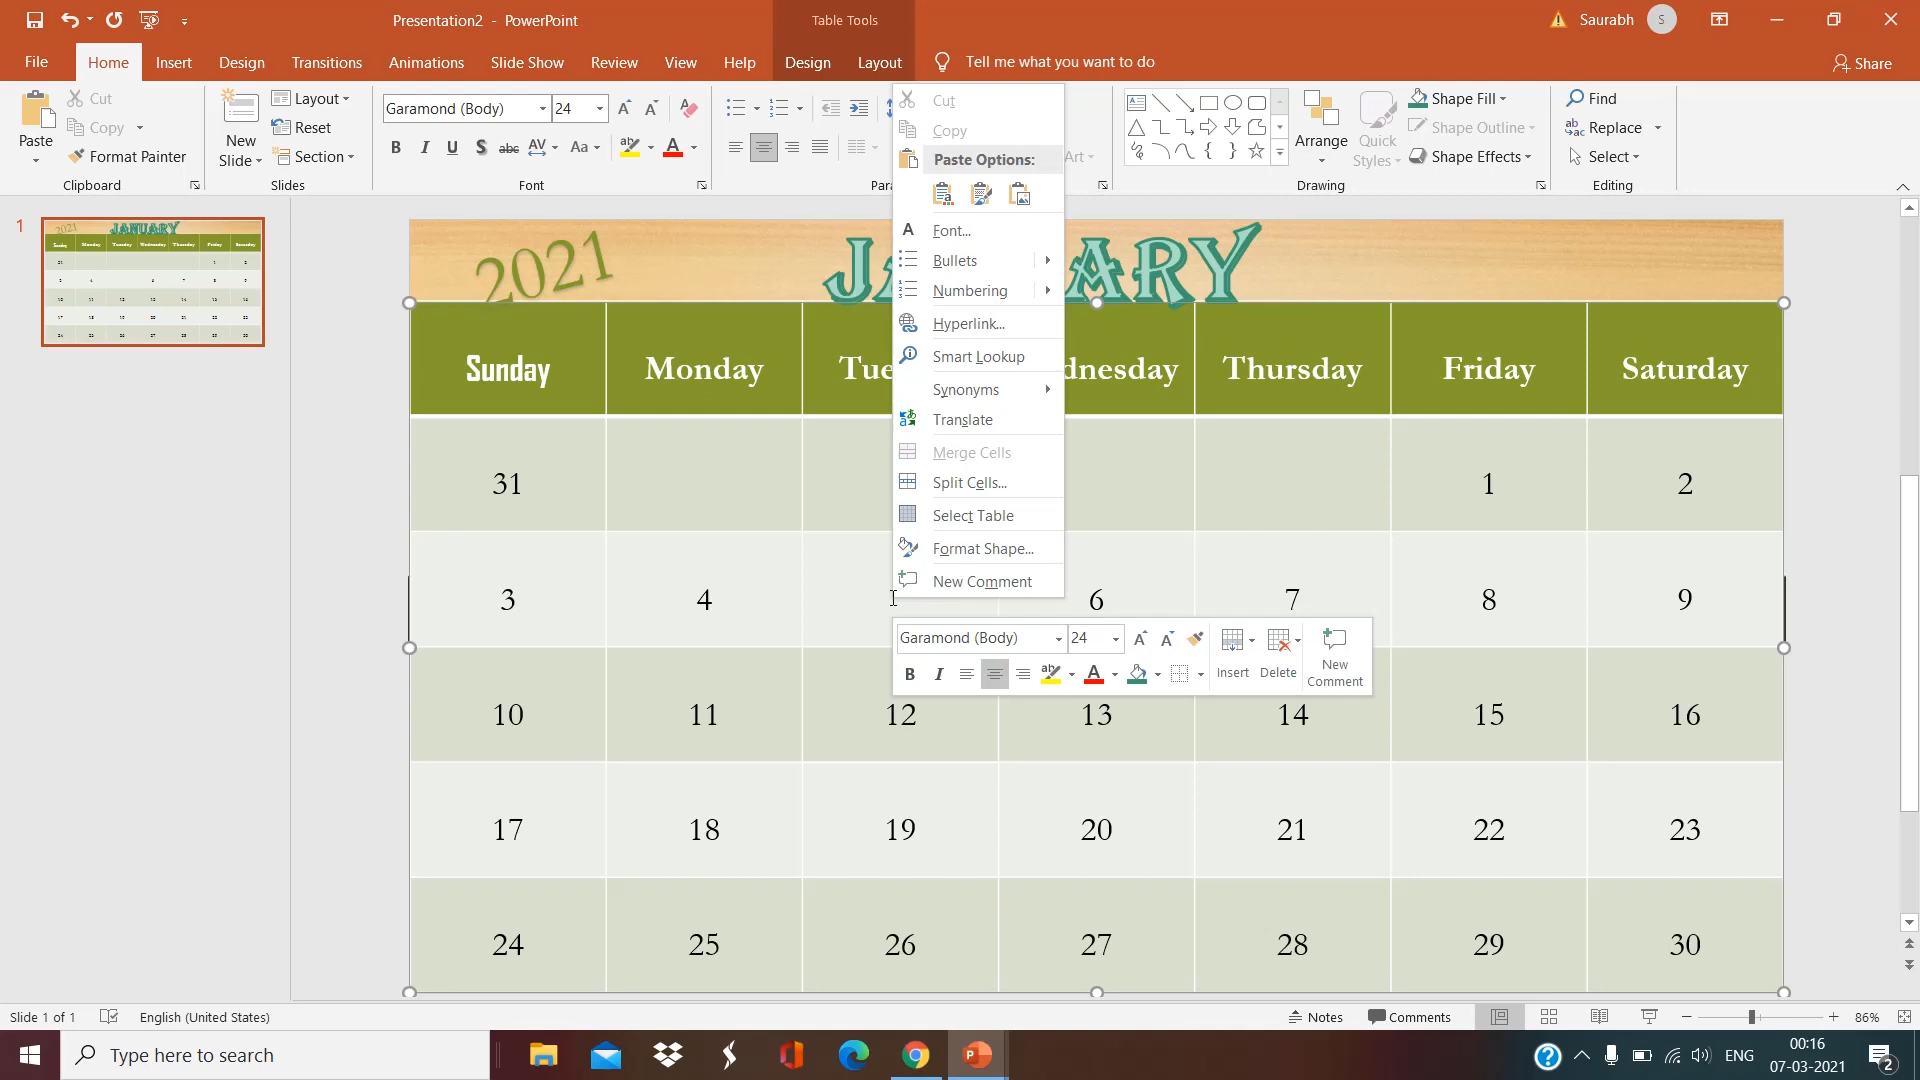 Presentation2 - PowerPoint
Table Tools
Saurabh
S
File
Home
Insert
Design
Transitions
Animations
Slide Show
Review
View
Help
Design
Layout
Tell me what you want to do
Share
Paste
Cut
Copy
Format Painter
Clipboard
New
Slide
Layout
Reset
Section
Slides
Garamond (Body)
24
Font
Art
Arrange
Quick
Styles
Shape Fill
Shape Outline
Shape Effects
Drawing
Find
Replace
Select
Editing
Cut
Copy
Paste Options:
Font...
Bullets
Numbering
Hyperlink...
Smart Lookup
Synonyms
Translate
Merge Cells
Split Cells...
Select Table
Format Shape...
New Comment
1
2021
Sunday Monday Thursday Friday Saturday
31 1 2
3 4 6 7 8 9
Garamond (Body) 24
Insert
Delete
New
Comment
10 11 12 13 14 15 16
17 18 19 20 21 22 23
24 25 26 27 28 29 30
Slide 1 of 1
English (United States)
Notes
Comments
86%
Type here to search
ENG
00:16
07-03-2021
2